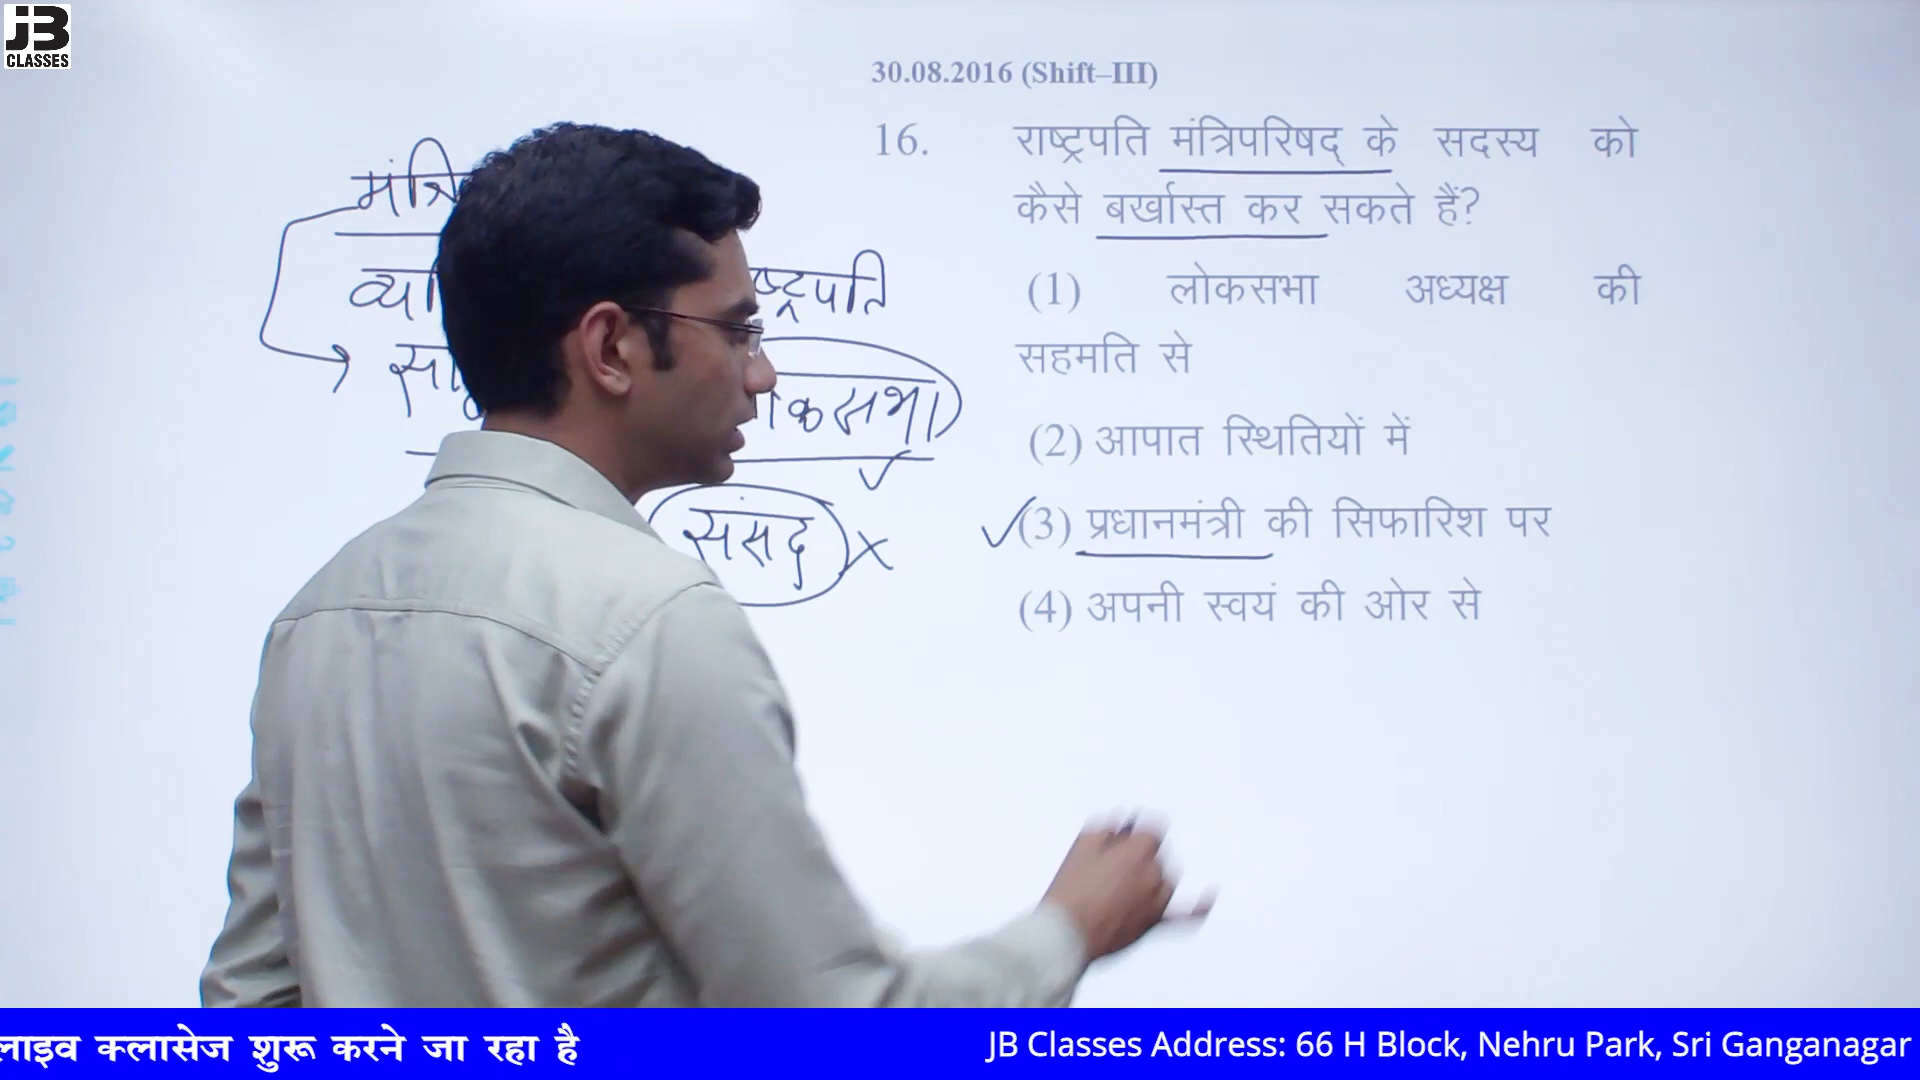 JB
CLASSES
30.08.2016 (Shift–III)
16. राष्ट्रपति मंत्रिपरिषद् के सदस्य को
कैसे बर्खास्त कर सकते हैं?
(1) लोकसभा अध्यक्ष की
सहमति से
(2) आपात स्थितियों में
(3) प्रधानमंत्री की सिफारिश पर
(4) अपनी स्वयं की ओर से
संसद
लाइव क्लासेज शुरू करने जा रहा है
JB Classes Address: 66 H Block, Nehru Park, Sri Ganganagar